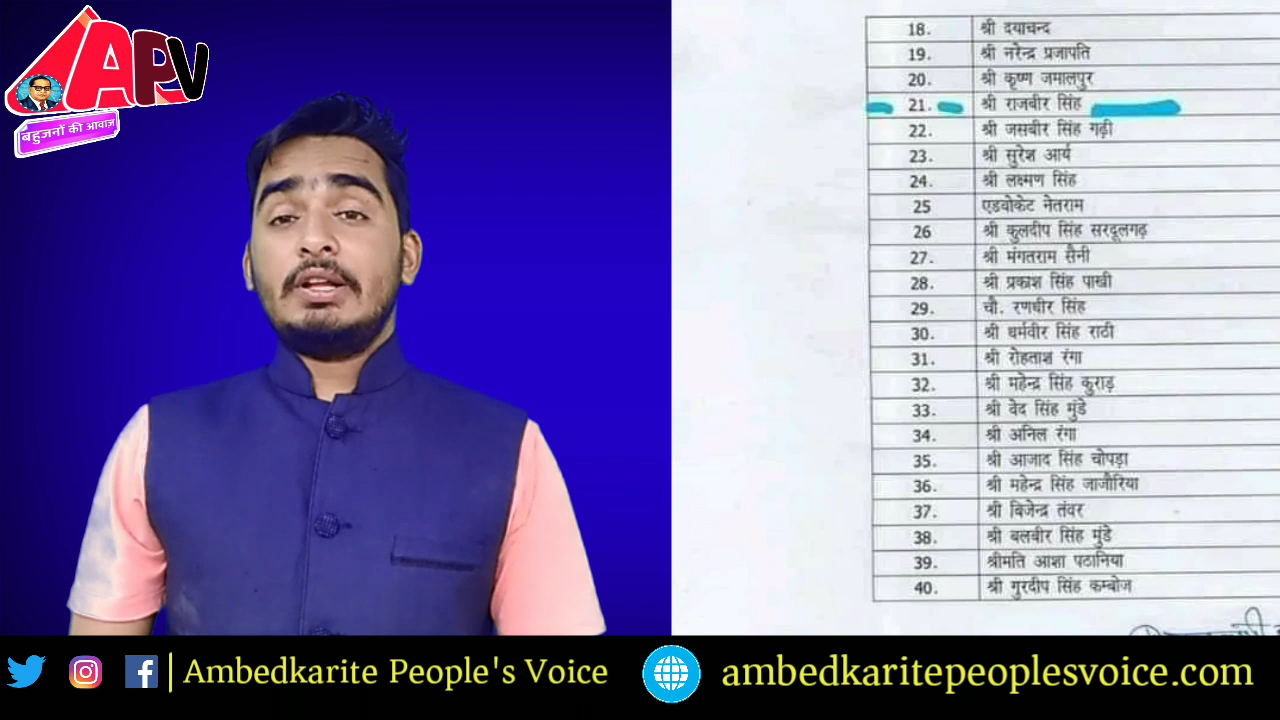 APV
बहुजनों की आवाज़
18. श्री दयाचन्द
19. श्री नरेन्द्र प्रजापति
20. श्री कृष्ण जमालपुर
21. श्री राजबीर सिंह
22. श्री जसबीर सिंह गढ़ी
23. श्री सुरेश आर्य
24. श्री लक्ष्मण सिंह
25 एडवोकेट नेतराम
26 श्री कुलदीप सिंह सरदूलगढ़
27. श्री मंगतराम सैनी
28. श्री प्रकाश सिंह पाखी
29. चौ. रणधीर सिंह
30. श्री धर्मवीर सिंह राठी
31. श्री रोहताश रंगा
32. श्री महेन्द्र सिंह कुराड़
33. श्री वेद सिंह मुंडे
34. श्री अनिल रंगा
35. श्री आजाद सिंह चोपड़ा
36. श्री महेन्द्र सिंह जाजौरिया
37. श्री बिजेन्द्र तंवर
38. श्री बलबीर सिंह मुंडे
39. श्रीमति आशा पठानिया
40. श्री गुरदीप सिंह कम्बोज
| Ambedkarite People's Voice
ambedkaritepeoplesvoice.com